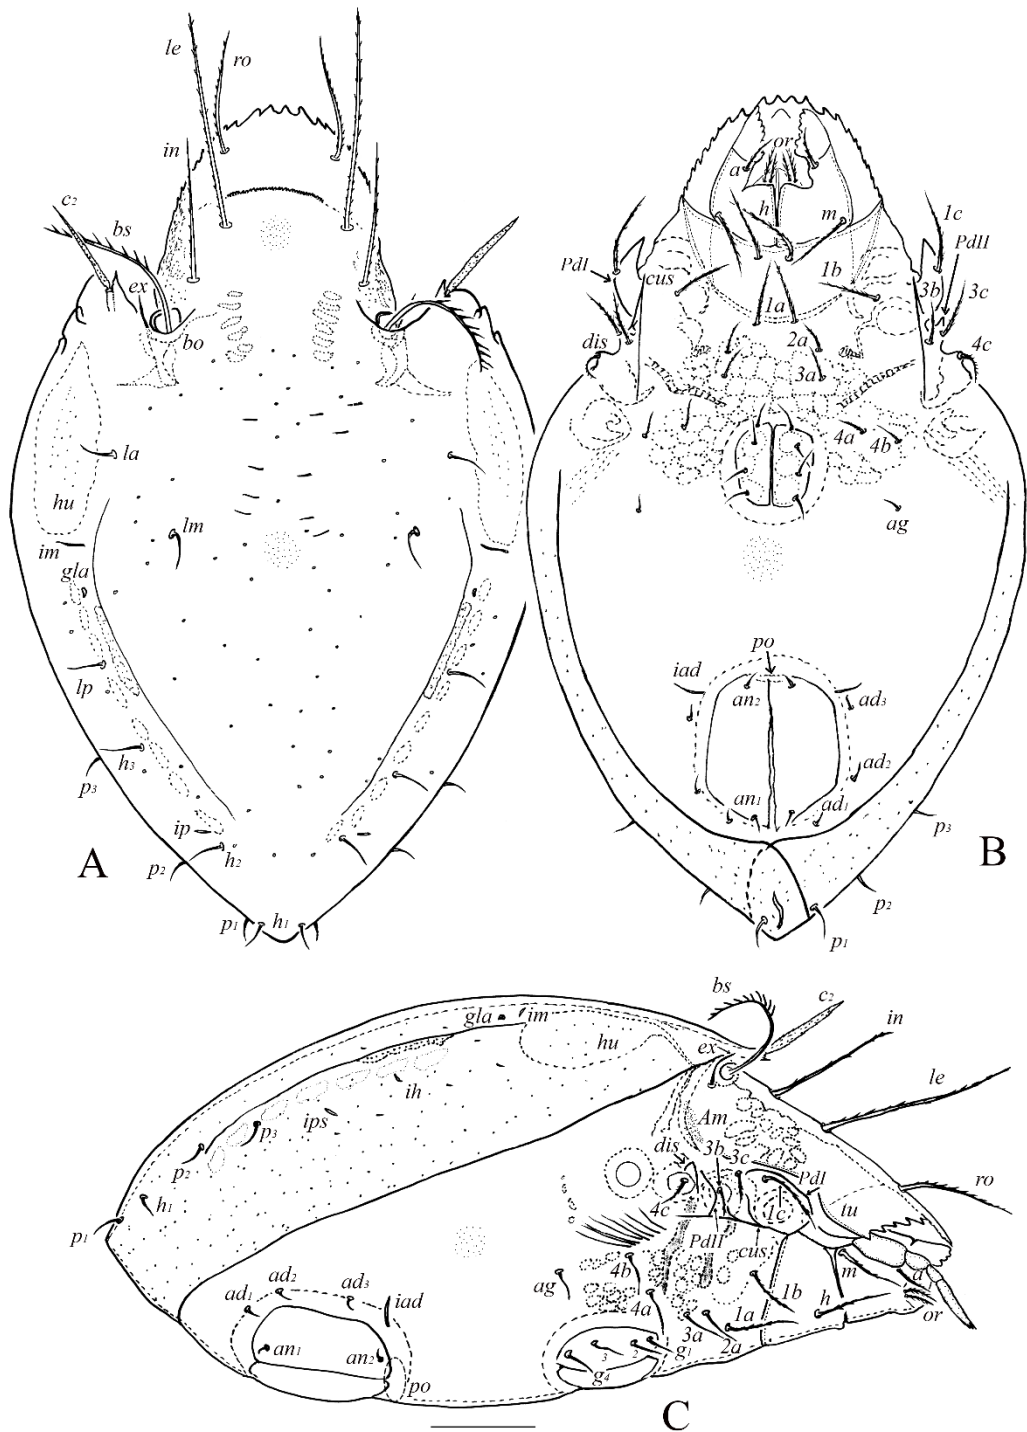 le
ro
in
c2
bs
ex
bo
la
hu
lm
im
gla
lp
h3
p3
ip
h2
p2
A
p1
h1
or
a
h
m
1c
PdI
PdII
cus
1b
3b
3c
1a
dis
2a
4c
3a
4a
4b
ag
po
iad
an2
ad3
ad2
an1
ad1
p3
B
p2
p1
bs
c2
in
gla
im
hu
ex
le
ih
Am
ips
p3
3b
dis
3c
PdI
p2
ro
4c
1c
tu
h1
PdII
cus
p1
m
4b
a
ad2
ad3
ag
1b
h
ad1
iad
4a
1a
or
3a
2a
an1
an2
3
2
g1
g4
po
C